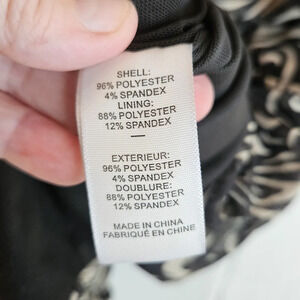 SHELL:
96% POLYESTER
4% SPANDEX
LINING:
88% POLYESTER
12% SPANDEX
—
EXTERIEUR:
96% POLYESTER
4% SPANDEX
DOUBLURE:
88% POLYESTER
12% SPANDEX
MADE IN CHINA
FABRIQUÉ EN CHINE